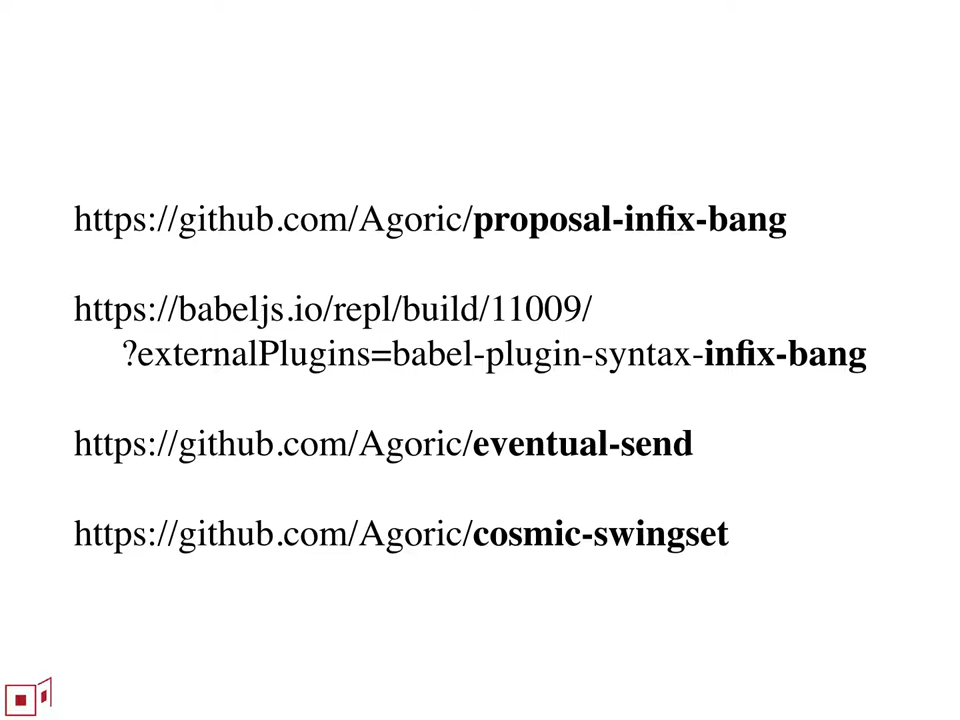 https://github.com/Agoric/proposal-infix-bang
https://babeljs.io/repl/build/11009/
?externalPlugins=babel-plugin-syntax-infix-bang
https://github.com/Agoric/eventual-send
https://github.com/Agoric/cosmic-swingset